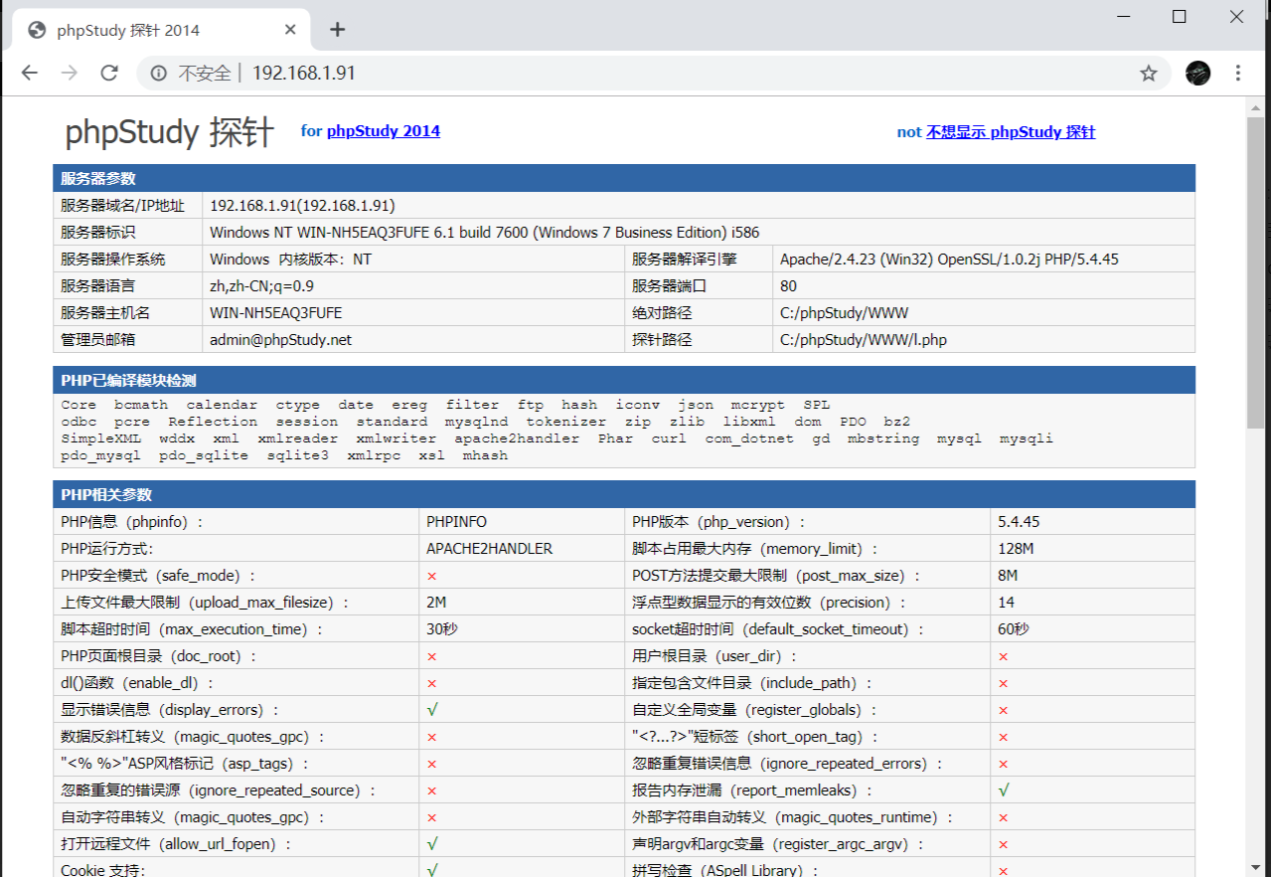 phpStudy 探针 2014
不安全 | 192.168.1.91
phpStudy 探针 for phpStudy 2014 not 不想显示 phpStudy 探针
服务器参数
服务器域名/IP地址 192.168.1.91(192.168.1.91)
服务器标识 Windows NT WIN-NH5EAQ3FUFE 6.1 build 7600 (Windows 7 Business Edition) i586
服务器操作系统 Windows 内核版本：NT 服务器解译引擎 Apache/2.4.23 (Win32) OpenSSL/1.0.2j PHP/5.4.45
服务器语言 zh,zh-CN;q=0.9 服务器端口 80
服务器主机名 WIN-NH5EAQ3FUFE 绝对路径 C:/phpStudy/WWW
管理员邮箱 admin@phpStudy.net 探针路径 C:/phpStudy/WWW/l.php
PHP已编译模块检测
Core bcmath calendar ctype date ereg filter ftp hash iconv json mcrypt SPL
odbc pcre Reflection session standard mysqlnd tokenizer zip zlib libxml dom PDO bz2
SimpleXML wddx xml xmlreader xmlwriter apache2handler Phar curl com_dotnet gd mbstring mysql mysqli
pdo_mysql pdo_sqlite sqlite3 xmlrpc xsl mhash
PHP相关参数
PHP信息（phpinfo）： PHPINFO PHP版本（php_version）： 5.4.45
PHP运行方式： APACHE2HANDLER 脚本占用最大内存（memory_limit）： 128M
PHP安全模式（safe_mode）： × POST方法提交最大限制（post_max_size）： 8M
上传文件最大限制（upload_max_filesize）： 2M 浮点型数据显示的有效位数（precision）： 14
脚本超时时间（max_execution_time）： 30秒 socket超时时间（default_socket_timeout）： 60秒
PHP页面根目录（doc_root）： × 用户根目录（user_dir）： ×
dl()函数（enable_dl）： × 指定包含文件目录（include_path）： ×
显示错误信息（display_errors）： √ 自定义全局变量（register_globals）： ×
数据反斜杠转义（magic_quotes_gpc）： × "<?...?>"短标签（short_open_tag）： ×
"<% %>"ASP风格标记（asp_tags）： × 忽略重复错误信息（ignore_repeated_errors）： ×
忽略重复的错误源（ignore_repeated_source）： × 报告内存泄漏（report_memleaks）： √
自动字符串转义（magic_quotes_gpc）： × 外部字符串自动转义（magic_quotes_runtime）： ×
打开远程文件（allow_url_fopen）： √ 声明argv和argc变量（register_argc_argv）： ×
Cookie 支持： √ 拼写检查（ASpell Library）： ×